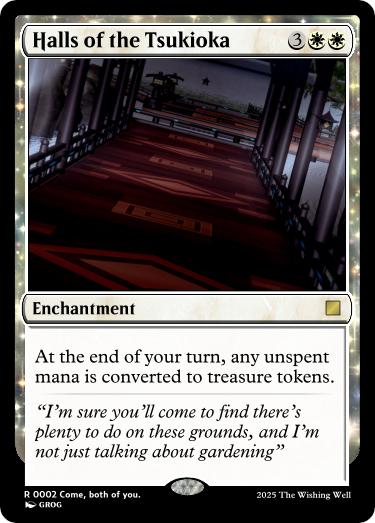 Halls of the Tsukioka 3
Enchantment
At the end of your turn, any unspent
mana is converted to treasure tokens.
“I'm sure you'll come to find there's
plenty to do on these grounds, and I'm
not just talking about gardening”
R 0002 Come, both of you.
GROG
2025 The Wishing Well